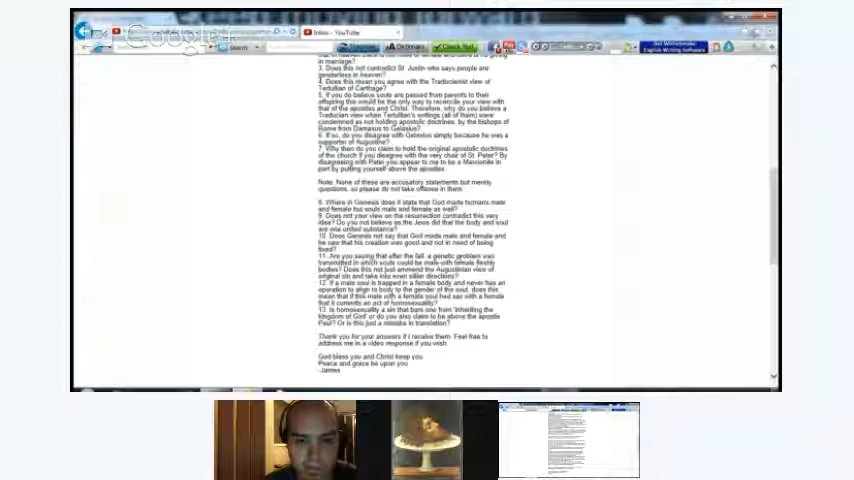 Inbox - YouTube
Google
Search
Dictionary
in marriage?
3. Does this not contradict St. Justin who says people are
genderless in heaven?
4. Does this mean you agree with the Traducianist view of
Tertullian of Carthage?
5. If you do believe souls are passed from parents to their
offspring this would be the only way to reconcile your view with
that of the apostles and Christ. Therefore, why do you believe a
Traducian view when Tertullian's writings (all of them) were
condemned as not holding apostolic doctrines, by the bishops of
Rome from Damasus to Gelasius?
6. If so, do you disagree with Gelasius simply because he was a
supporter of Augustine?
7. Why then do you claim to hold the original apostolic doctrines
of the church if you disagree with the very chair of St. Peter? By
disagreeing with Peter you appear to me to be a Marcionite in
part by putting yourself above the apostles.
Note: None of these are accusatory statements but merely
questions, so please do not take offence in them.
8. Where in Genesis does it state that God made humans male
and female but souls male and female as well?
9. Does not your view on the resurrection contradict this very
idea? Do you not believe as the Jews did that the body and soul
are one united substance?
10. Does Genesis not say that God made male and female and
he saw that his creation was good and not in need of being
fixed?
11. Are you saying that after the fall, a genetic problem was
transmitted in which souls could be male with female fleshly
bodies? Does this not just ammend the Augustinian view of
original sin and take into even sillier directions?
12. If a male soul is trapped in a female body and never has an
operation to align to body to the gender of the soul, does this
mean that if this male with a female soul had sex with a female
that it commits an act of homosexuality?
13. Is homosexuality a sin that bars one from 'inheriting the
kingdom of God' or do you also claim to be above the apostle
Paul? Or is this just a mistake in translation?
Thank you for your answers if I receive them. Feel free to
address me in a video response if you wish.
God bless you and Christ keep you
Peace and grace be upon you
-James